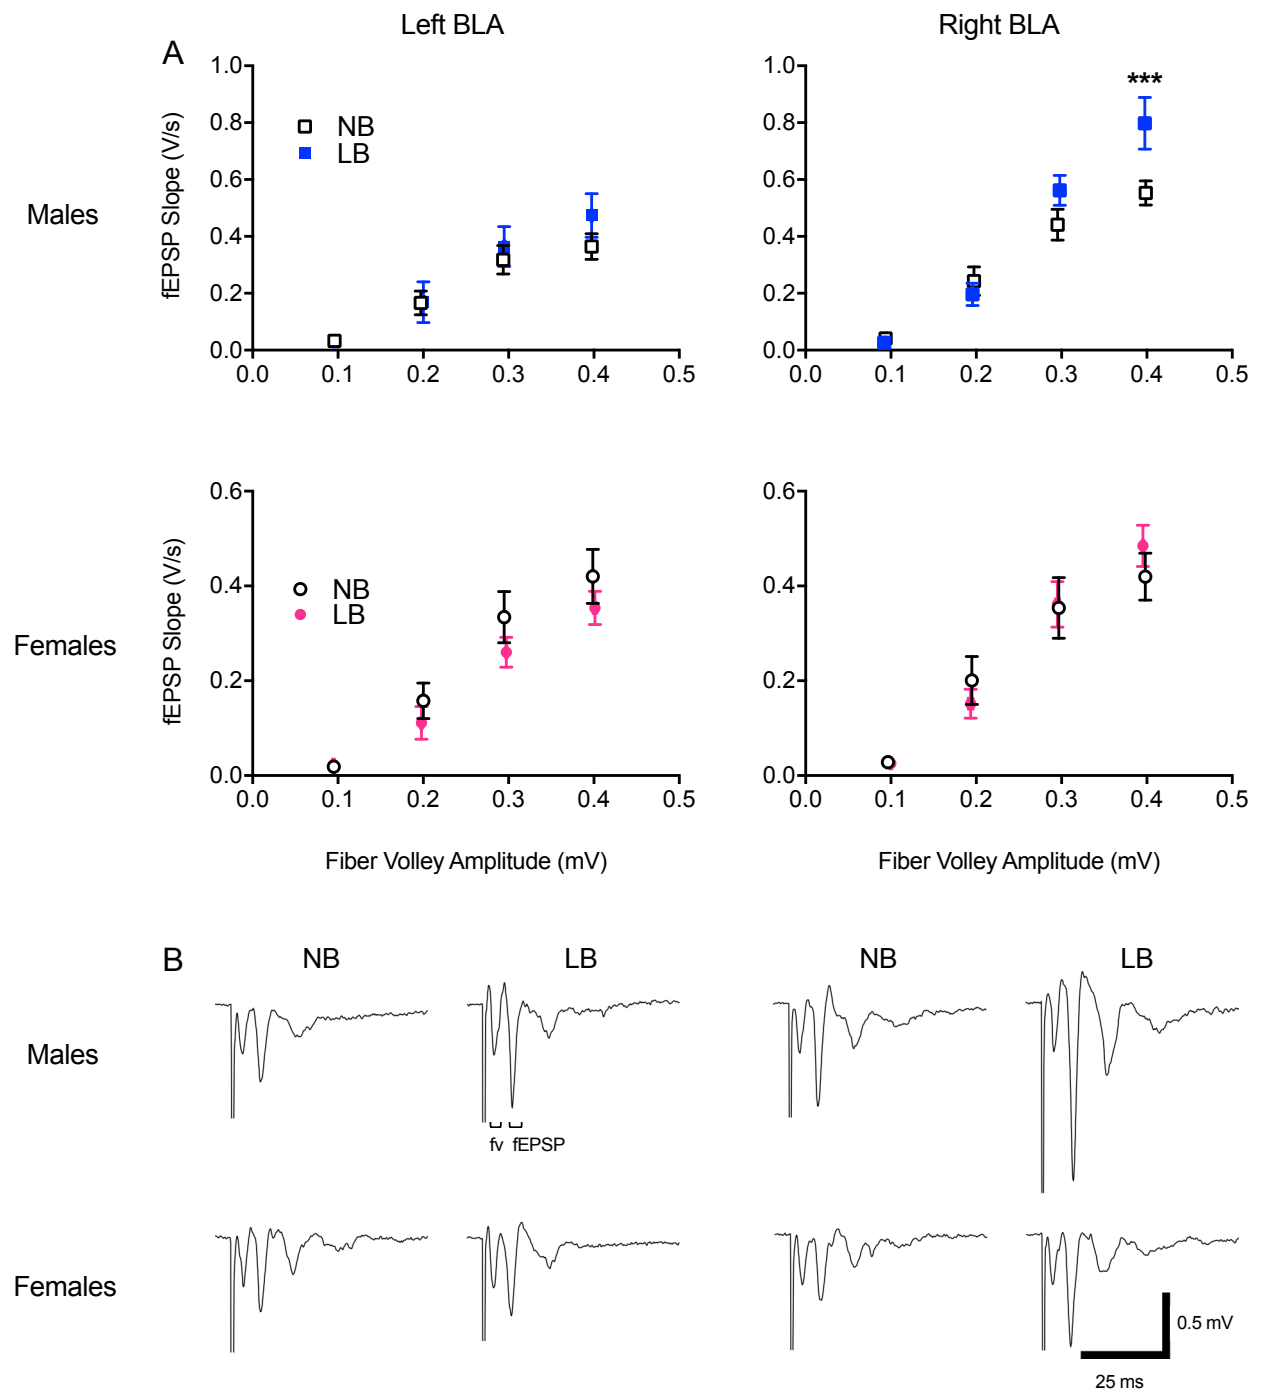 Left BLA
Right BLA
A
1.0
0.8
0.6
0.4
0.2
0.0
0.0 0.1 0.2 0.3 0.4 0.5
fEPSP Slope (V/s)
NB
LB
Males
1.0
0.8
0.6
0.4
0.2
0.0
0.0 0.1 0.2 0.3 0.4 0.5
***
0.6
0.4
0.2
0.0
0.0 0.1 0.2 0.3 0.4 0.5
fEPSP Slope (V/s)
NB
LB
Females
Fiber Volley Amplitude (mV)
0.6
0.4
0.2
0.0
0.0 0.1 0.2 0.3 0.4 0.5
Fiber Volley Amplitude (mV)
B
NB LB NB LB
Males
fv fEPSP
Females
0.5 mV
25 ms